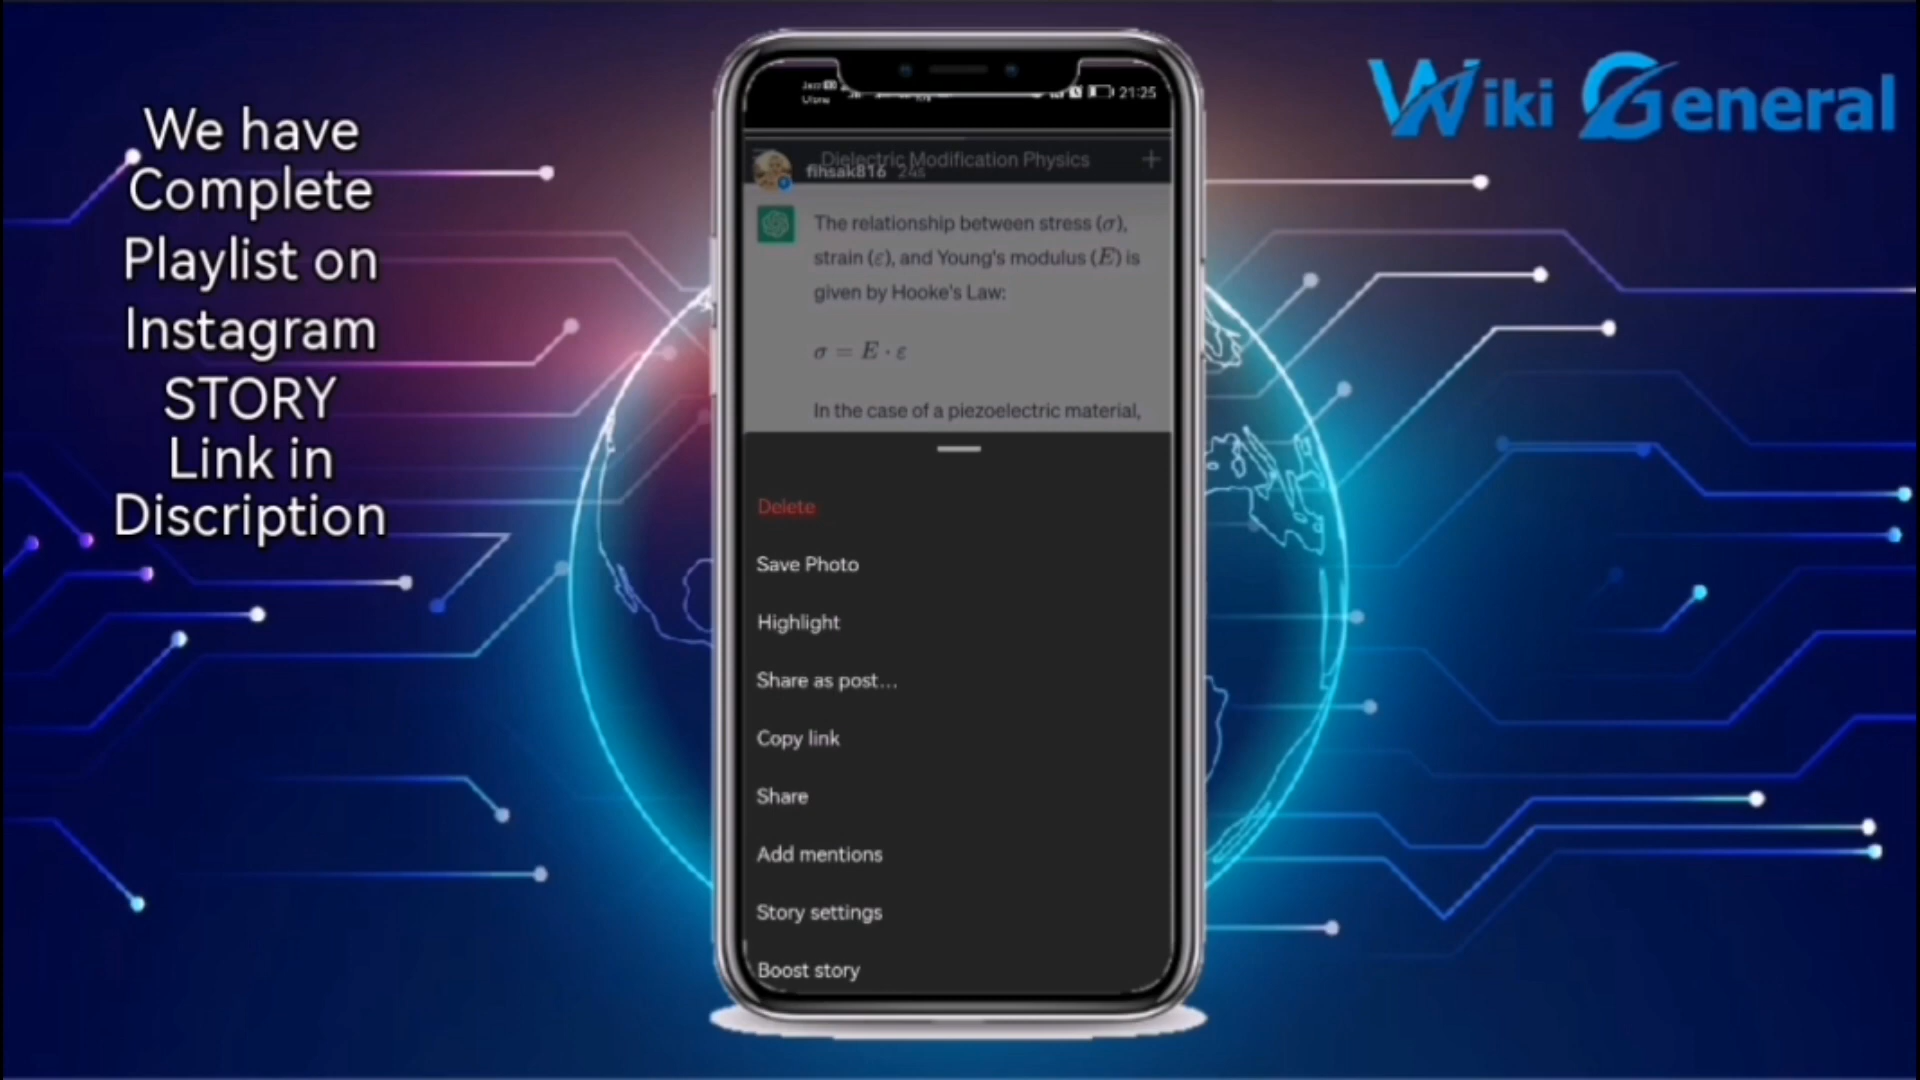 We have
Complete
Playlist on
Instagram
STORY
Link in
Discription
Wiki General
21:25
Dielectric Modification Physics
fihsak816 24s
The relationship between stress (σ),
strain (ε), and Young's modulus (E) is
given by Hooke's Law:
σ = E · ε
In the case of a piezoelectric material,
Delete
Save Photo
Highlight
Share as post...
Copy link
Share
Add mentions
Story settings
Boost story